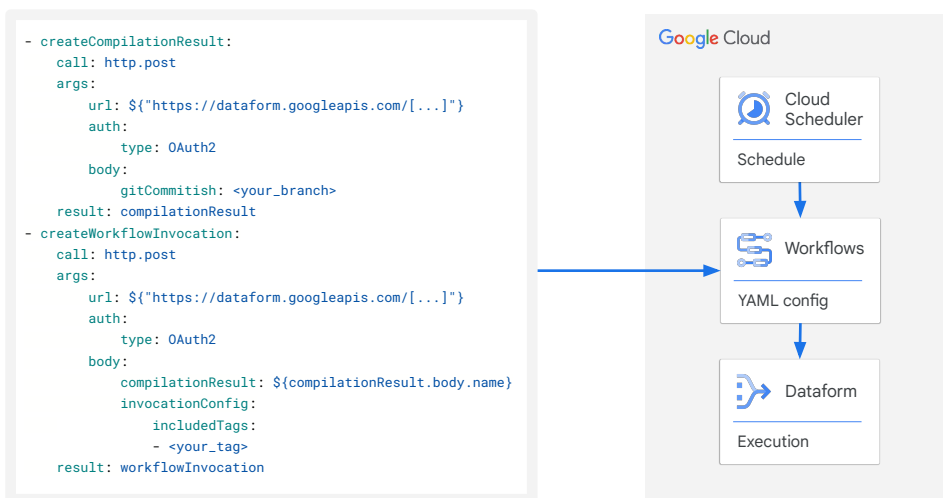 - createCompilationResult:
    call: http.post
    args:
        url: ${"https://dataform.googleapis.com/[...]"}
        auth:
            type: OAuth2
        body:
            gitCommitish: <your_branch>
    result: compilationResult
- createWorkflowInvocation:
    call: http.post
    args:
        url: ${"https://dataform.googleapis.com/[...]"}
        auth:
            type: OAuth2
        body:
            compilationResult: ${compilationResult.body.name}
            invocationConfig:
                includedTags:
                - <your_tag>
    result: workflowInvocation
Google Cloud
Cloud
Scheduler
Schedule
Workflows
YAML config
Dataform
Execution